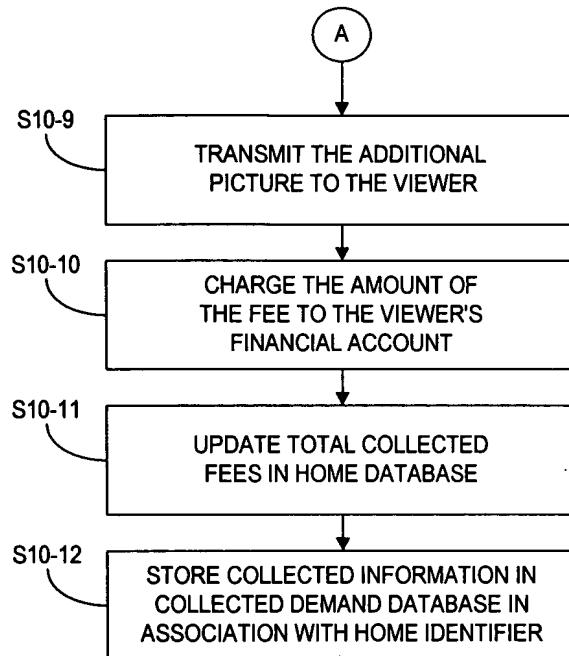 A
S10-9
TRANSMIT THE ADDITIONAL
PICTURE TO THE VIEWER
S10-10
CHARGE THE AMOUNT OF
THE FEE TO THE VIEWER'S
FINANCIAL ACCOUNT
S10-11
UPDATE TOTAL COLLECTED
FEES IN HOME DATABASE
S10-12
STORE COLLECTED INFORMATION IN
COLLECTED DEMAND DATABASE IN
ASSOCIATION WITH HOME IDENTIFIER